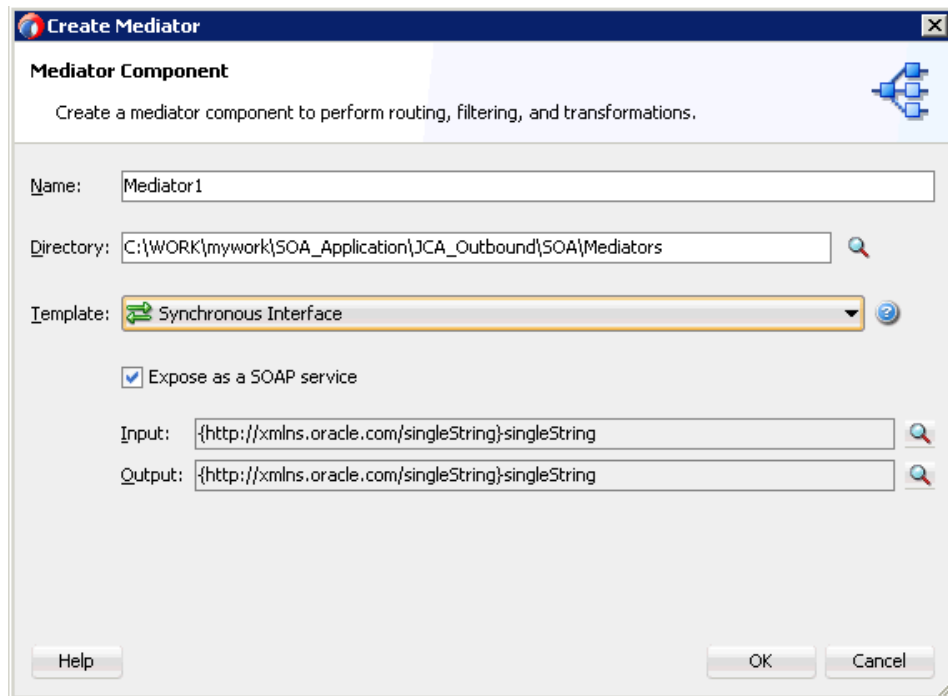 Create Mediator
Mediator Component
Create a mediator component to perform routing, filtering, and transformations.
Name: Mediator1
Directory: C:\WORK\mywork\SOA_Application\JCA_Outbound\SOA\Mediators
Template: Synchronous Interface
Expose as a SOAP service
Input: {http://xmlns.oracle.com/singleString}singleString
Output: {http://xmlns.oracle.com/singleString}singleString
Help OK Cancel